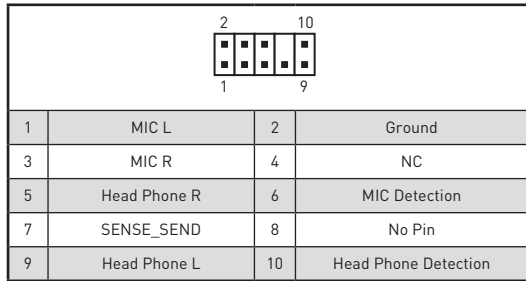 2 10
1 9
1 MIC L 2 Ground
3 MIC R 4 NC
5 Head Phone R 6 MIC Detection
7 SENSE_SEND 8 No Pin
9 Head Phone L 10 Head Phone Detection